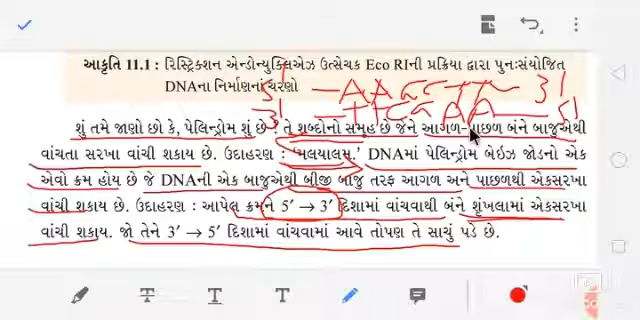 આકૃતિ 11.1 : રિસ્ટ્રિક્શન એન્ડોન્યુક્લિએઝ ઉત્સેચક Eco RIની પ્રક્રિયા દ્વારા પુનઃસંયોજિત
DNAના નિર્માણનાં ચરણો
3'
5'
શું તમે જાણો છો કે, પેલિન્ડ્રોમ શું છે ? તે શબ્દોનો સમૂહ છે જેને આગળ-પાછળ બંને બાજુએથી
વાંચતા સરખા વાંચી શકાય છે. ઉદાહરણ : 'મલયાલમ.' DNAમાં પેલિન્ડ્રોમ બેઇઝ જોડનો એક
એવો ક્રમ હોય છે જે DNAની એક બાજુએથી બીજી બાજુ તરફ આગળ અને પાછળથી એકસરખા
વાંચી શકાય છે. ઉદાહરણ : આપેલ ક્રમને 5' → 3' દિશામાં વાંચવાથી બંને શૃંખલામાં એકસરખા
વાંચી શકાય. જો તેને 3' → 5' દિશામાં વાંચવામાં આવે તોપણ તે સાચું પડે છે.